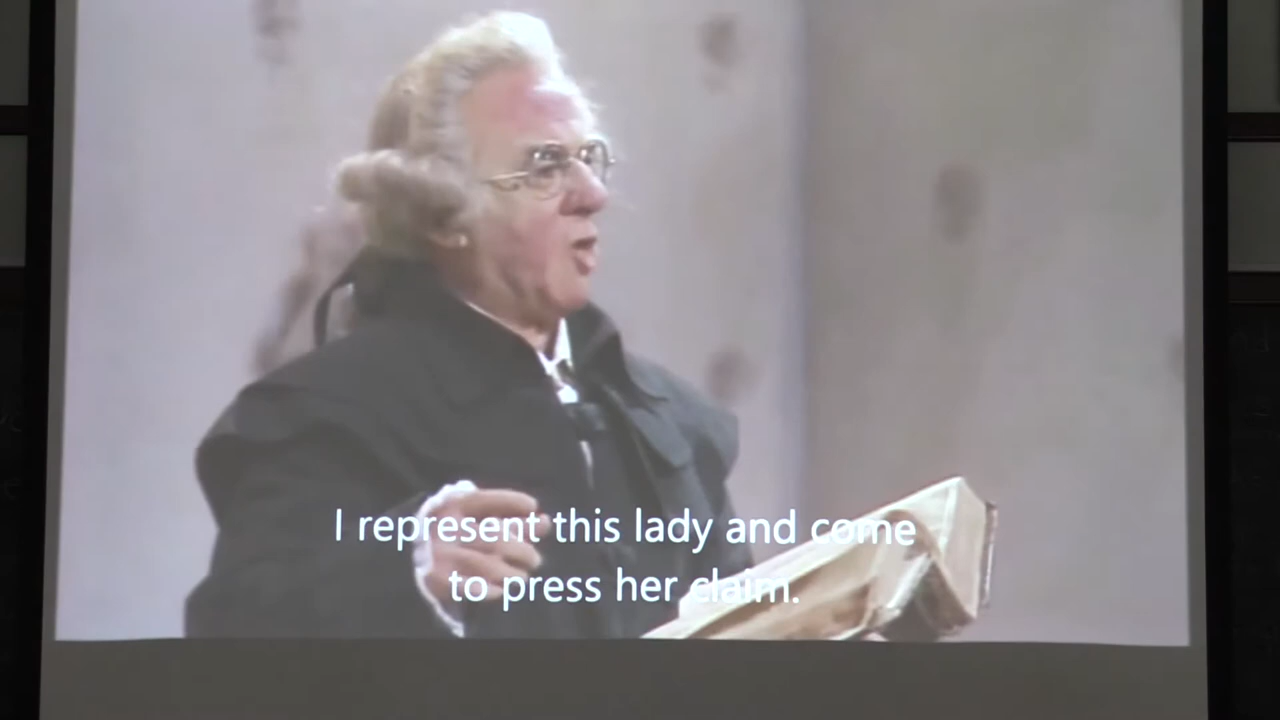 I represent this lady and come
to press her claim.